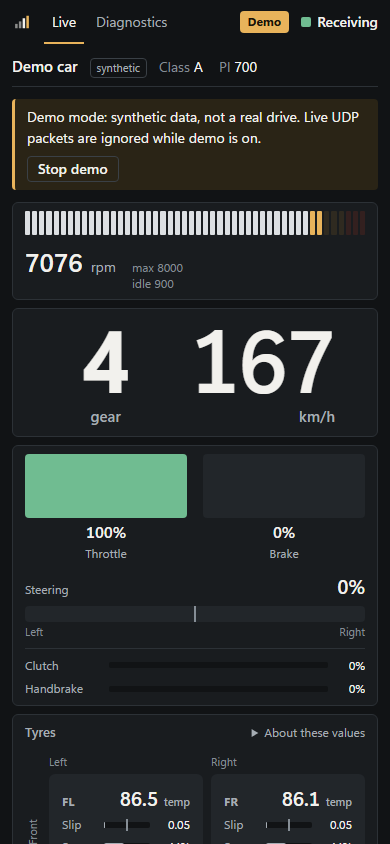 Live Diagnostics Demo Receiving
Demo car synthetic Class A PI 700
Demo mode: synthetic data, not a real drive. Live UDP
packets are ignored while demo is on.
Stop demo
7076 rpm max 8000
idle 900
4 167
gear km/h
100% 0%
Throttle Brake
Steering 0%
Left Right
Clutch 0%
Handbrake 0%
Tyres ▶ About these values
Left Right
Front
FL 86.5 temp FR 86.1 temp
Slip 0.05 Slip 0.05